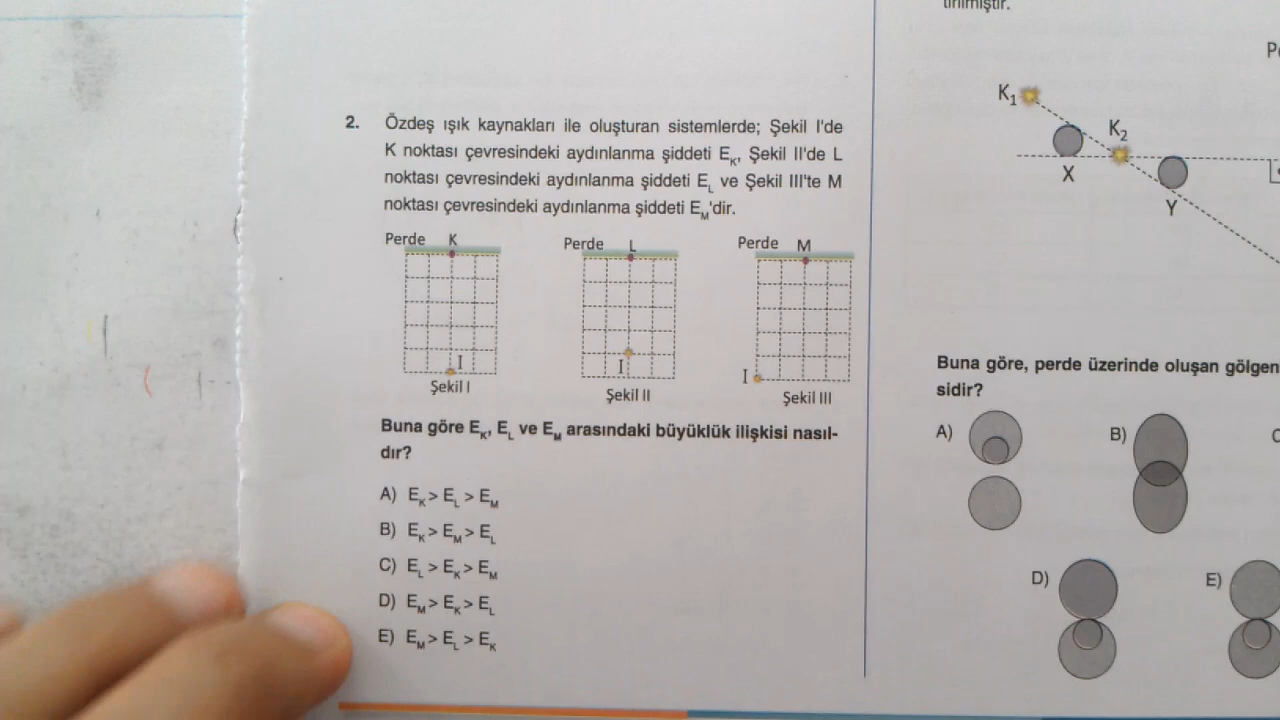 2. Özdeş ışık kaynakları ile oluşturan sistemlerde; Şekil I'de
K noktası çevresindeki aydınlanma şiddeti E_K, Şekil II'de L
noktası çevresindeki aydınlanma şiddeti E_L ve Şekil III'te M
noktası çevresindeki aydınlanma şiddeti E_M'dir.
Perde K
I
Şekil I
Perde L
I
Şekil II
Perde M
I
Şekil III
Buna göre E_K, E_L ve E_M arasındaki büyüklük ilişkisi nasıl-
dır?
A) E_K > E_L > E_M
B) E_K > E_M > E_L
C) E_L > E_K > E_M
D) E_M > E_K > E_L
E) E_M > E_L > E_K
K₁
K₂
X
Y
Buna göre, perde üzerinde oluşan gölgen
sidir?
A)
B)
D)
E)